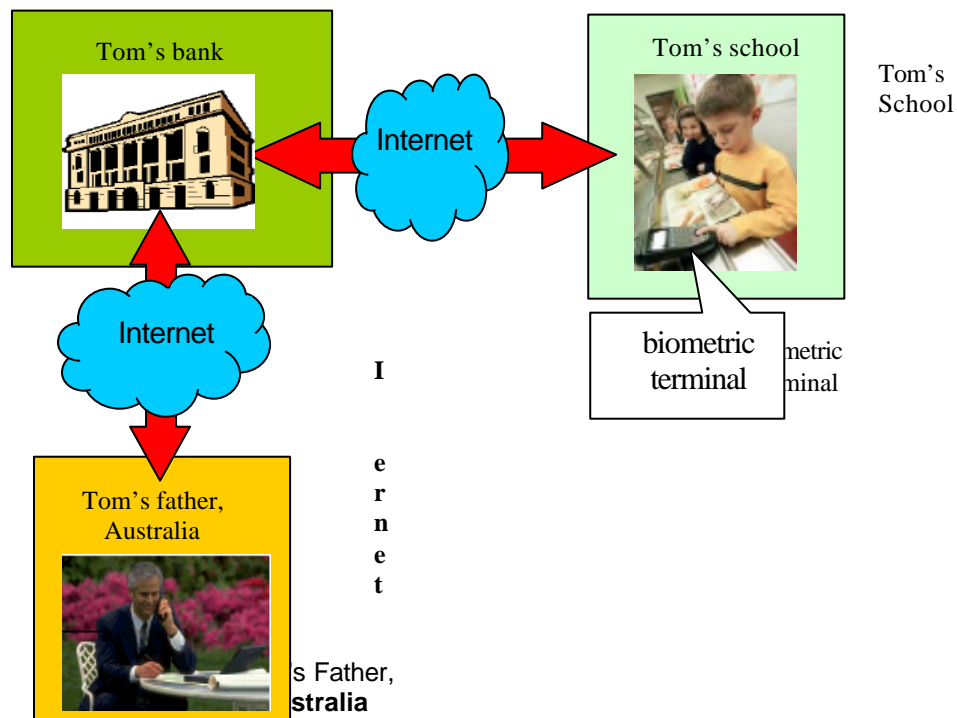 Tom's bank
Internet
Tom's school
Tom's
School
Internet
biometric
terminal
metric
minal
I
e
r
n
e
t
Tom's father,
Australia
's Father,
stralia